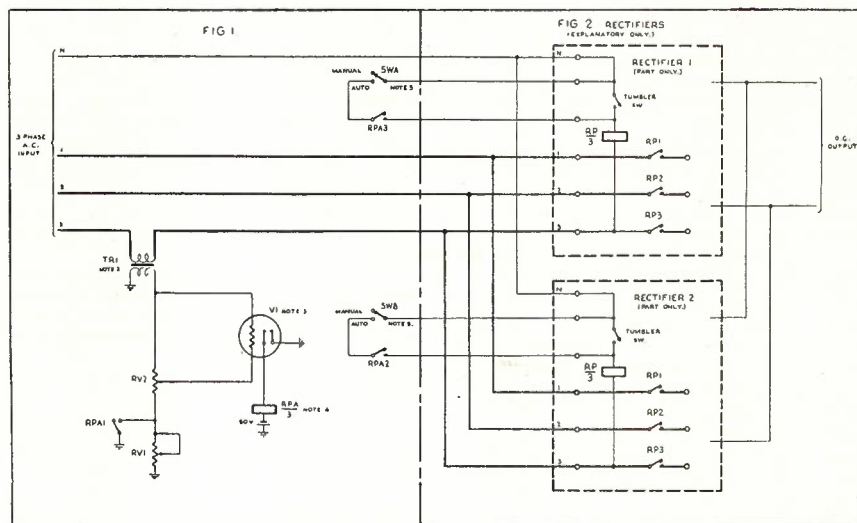 FIG 1
FIG 2 RECTIFIERS
(EXPLANATORY ONLY.)
N
MANUAL
SWA
AUTO
NOTE 5
RPA3
3 PHASE
A.C.
INPUT
1
2
3
TR1
NOTE 2
V1 NOTE 3
RV2
RPA
3
NOTE 4
50V
RPA1
RV1
N
RECTIFIER 1
(PART ONLY.)
TUMBLER
SW
RP
3
1
RP1
2
RP2
3
RP3
D.C.
OUTPUT
MANUAL
SWB
AUTO
NOTE 5.
RPA2
N
RECTIFIER 2
(PART ONLY.)
TUMBLER
SW.
RP
3
1
RP1
2
RP2
3
RP3